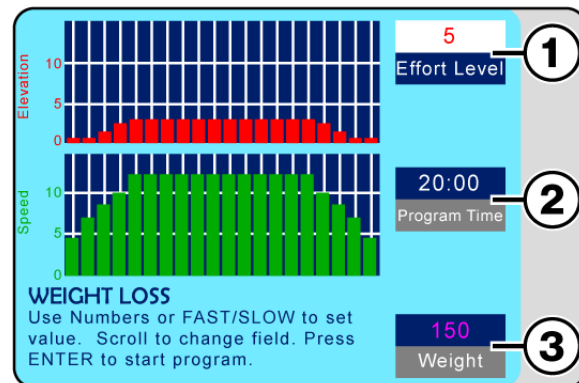 5
Effort Level
1
Elevation
10
5
0
20:00
Program Time
2
Speed
10
5
0
WEIGHT LOSS
Use Numbers or FAST/SLOW to set
value. Scroll to change field. Press
ENTER to start program.
150
Weight
3